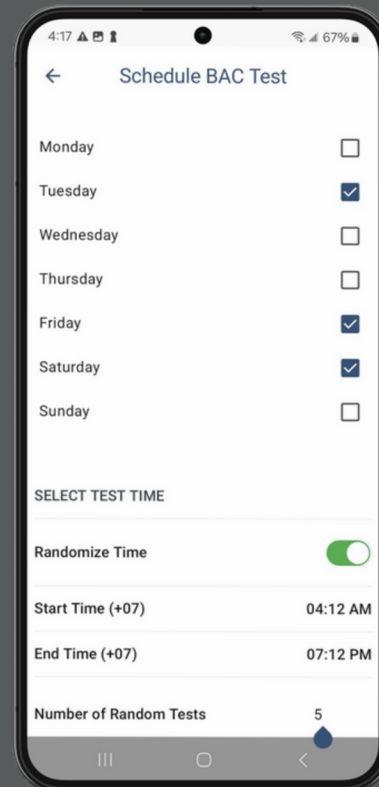 4:17 67%
Schedule BAC Test
Monday
Tuesday
Wednesday
Thursday
Friday
Saturday
Sunday
SELECT TEST TIME
Randomize Time
Start Time (+07) 04:12 AM
End Time (+07) 07:12 PM
Number of Random Tests 5